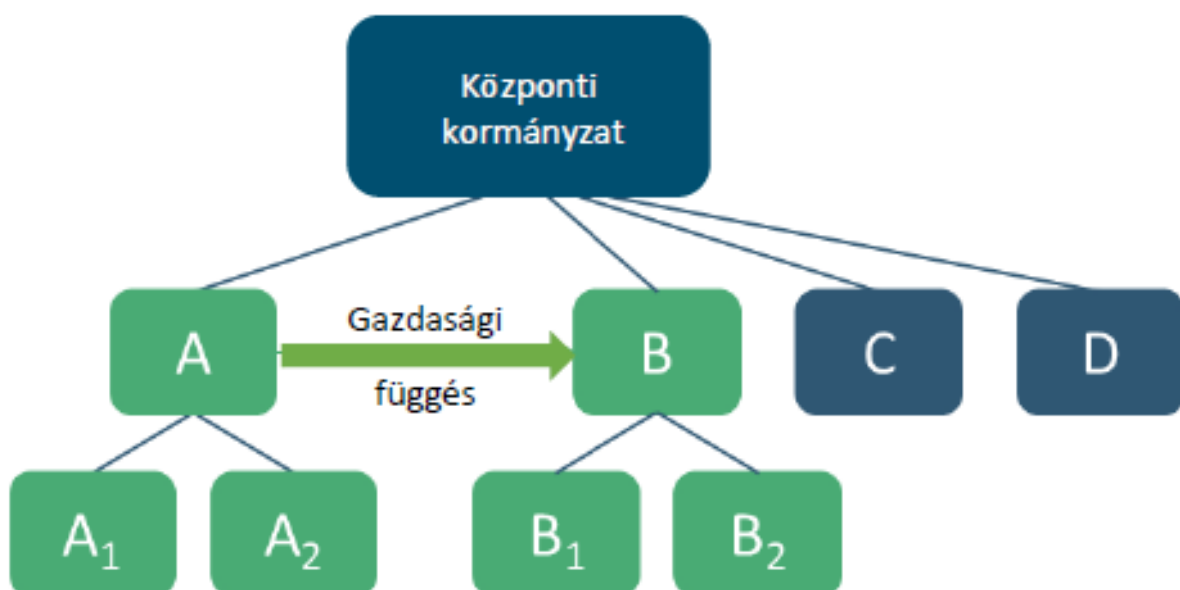 Központi
kormányzat
Gazdasági
függés
A
B
C
D
A₁
A₂
B₁
B₂